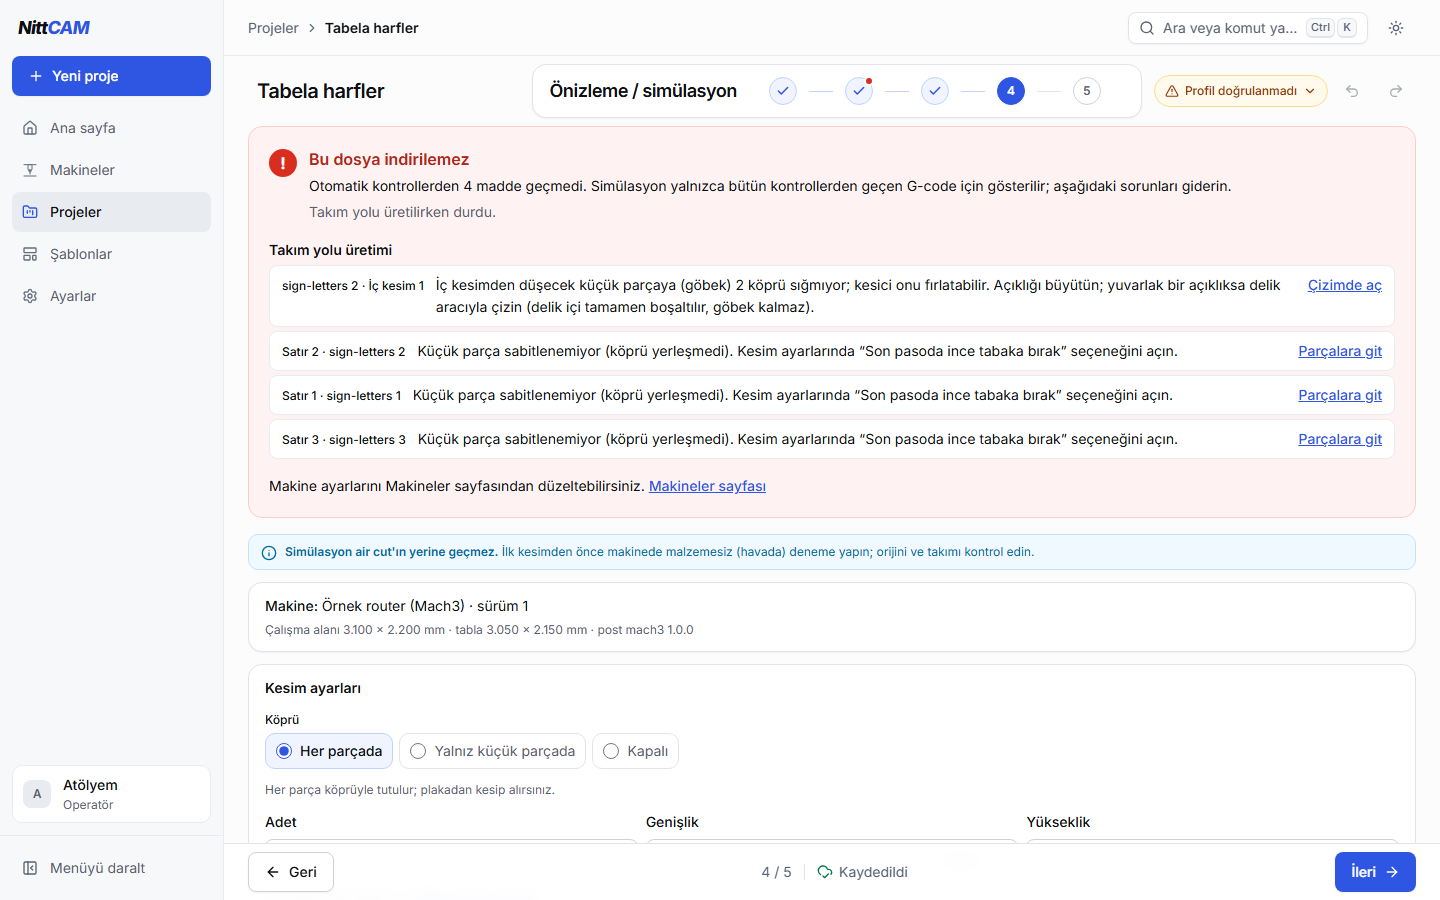 NittCAM
Projeler > Tabela harfler
Ara veya komut ya... Ctrl K
Yeni proje
Ana sayfa
Makineler
Projeler
Şablonlar
Ayarlar
Tabela harfler
Önizleme / simülasyon
4
5
Profil doğrulanmadı
Bu dosya indirilemez
Otomatik kontrollerden 4 madde geçmedi. Simülasyon yalnızca bütün kontrollerden geçen G-code için gösterilir; aşağıdaki sorunları giderin.
Takım yolu üretilirken durdu.
Takım yolu üretimi
sign-letters 2 · İç kesim 1 İç kesimden düşecek küçük parçaya (göbek) 2 köprü sığmıyor; kesici onu fırlatabilir. Açıklığı büyütün; yuvarlak bir açıklıksa delik Çizimde aç
aracıyla çizin (delik içi tamamen boşaltılır, göbek kalmaz).
Satır 2 · sign-letters 2 Küçük parça sabitlenemiyor (köprü yerleşmedi). Kesim ayarlarında “Son pasoda ince tabaka bırak” seçeneğini açın. Parçalara git
Satır 1 · sign-letters 1 Küçük parça sabitlenemiyor (köprü yerleşmedi). Kesim ayarlarında “Son pasoda ince tabaka bırak” seçeneğini açın. Parçalara git
Satır 3 · sign-letters 3 Küçük parça sabitlenemiyor (köprü yerleşmedi). Kesim ayarlarında “Son pasoda ince tabaka bırak” seçeneğini açın. Parçalara git
Makine ayarlarını Makineler sayfasından düzeltebilirsiniz. Makineler sayfası
Simülasyon air cut'ın yerine geçmez. İlk kesimden önce makinede malzemesiz (havada) deneme yapın; orijini ve takımı kontrol edin.
Makine: Örnek router (Mach3) · sürüm 1
Çalışma alanı 3.100 × 2.200 mm · tabla 3.050 × 2.150 mm · post mach3 1.0.0
Kesim ayarları
Köprü
Her parçada
Yalnız küçük parçada
Kapalı
Her parça köprüyle tutulur; plakadan kesip alırsınız.
Adet
Genişlik
Yükseklik
A
Atölyem
Operatör
Menüyü daralt
Geri
4 / 5
Kaydedildi
İleri